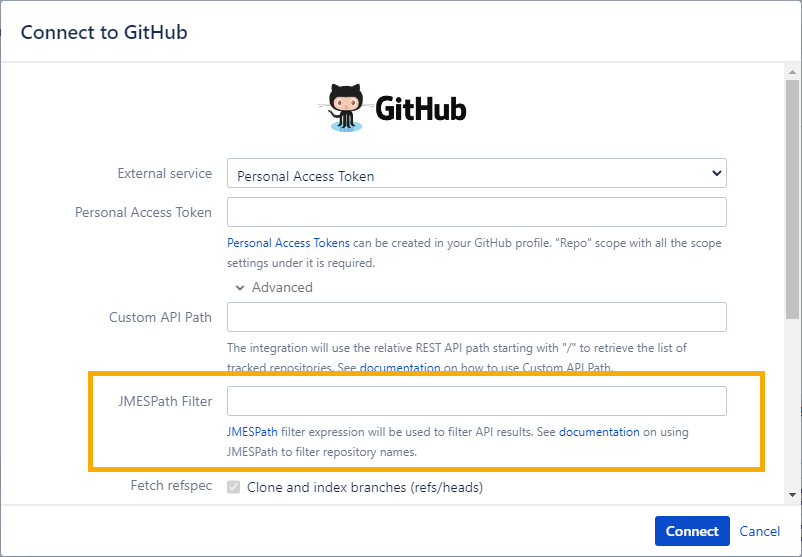 Connect to GitHub
GitHub
External service
Personal Access Token
Personal Access Token
Personal Access Tokens can be created in your GitHub profile. "Repo" scope with all the scope
settings under it is required.
Advanced
Custom API Path
The integration will use the relative REST API path starting with "/" to retrieve the list of
tracked repositories. See documentation on how to use Custom API Path.
JMESPath Filter
JMESPath filter expression will be used to filter API results. See documentation on using
JMESPath to filter repository names.
Fetch refspec
Clone and index branches (refs/heads)
Connect
Cancel